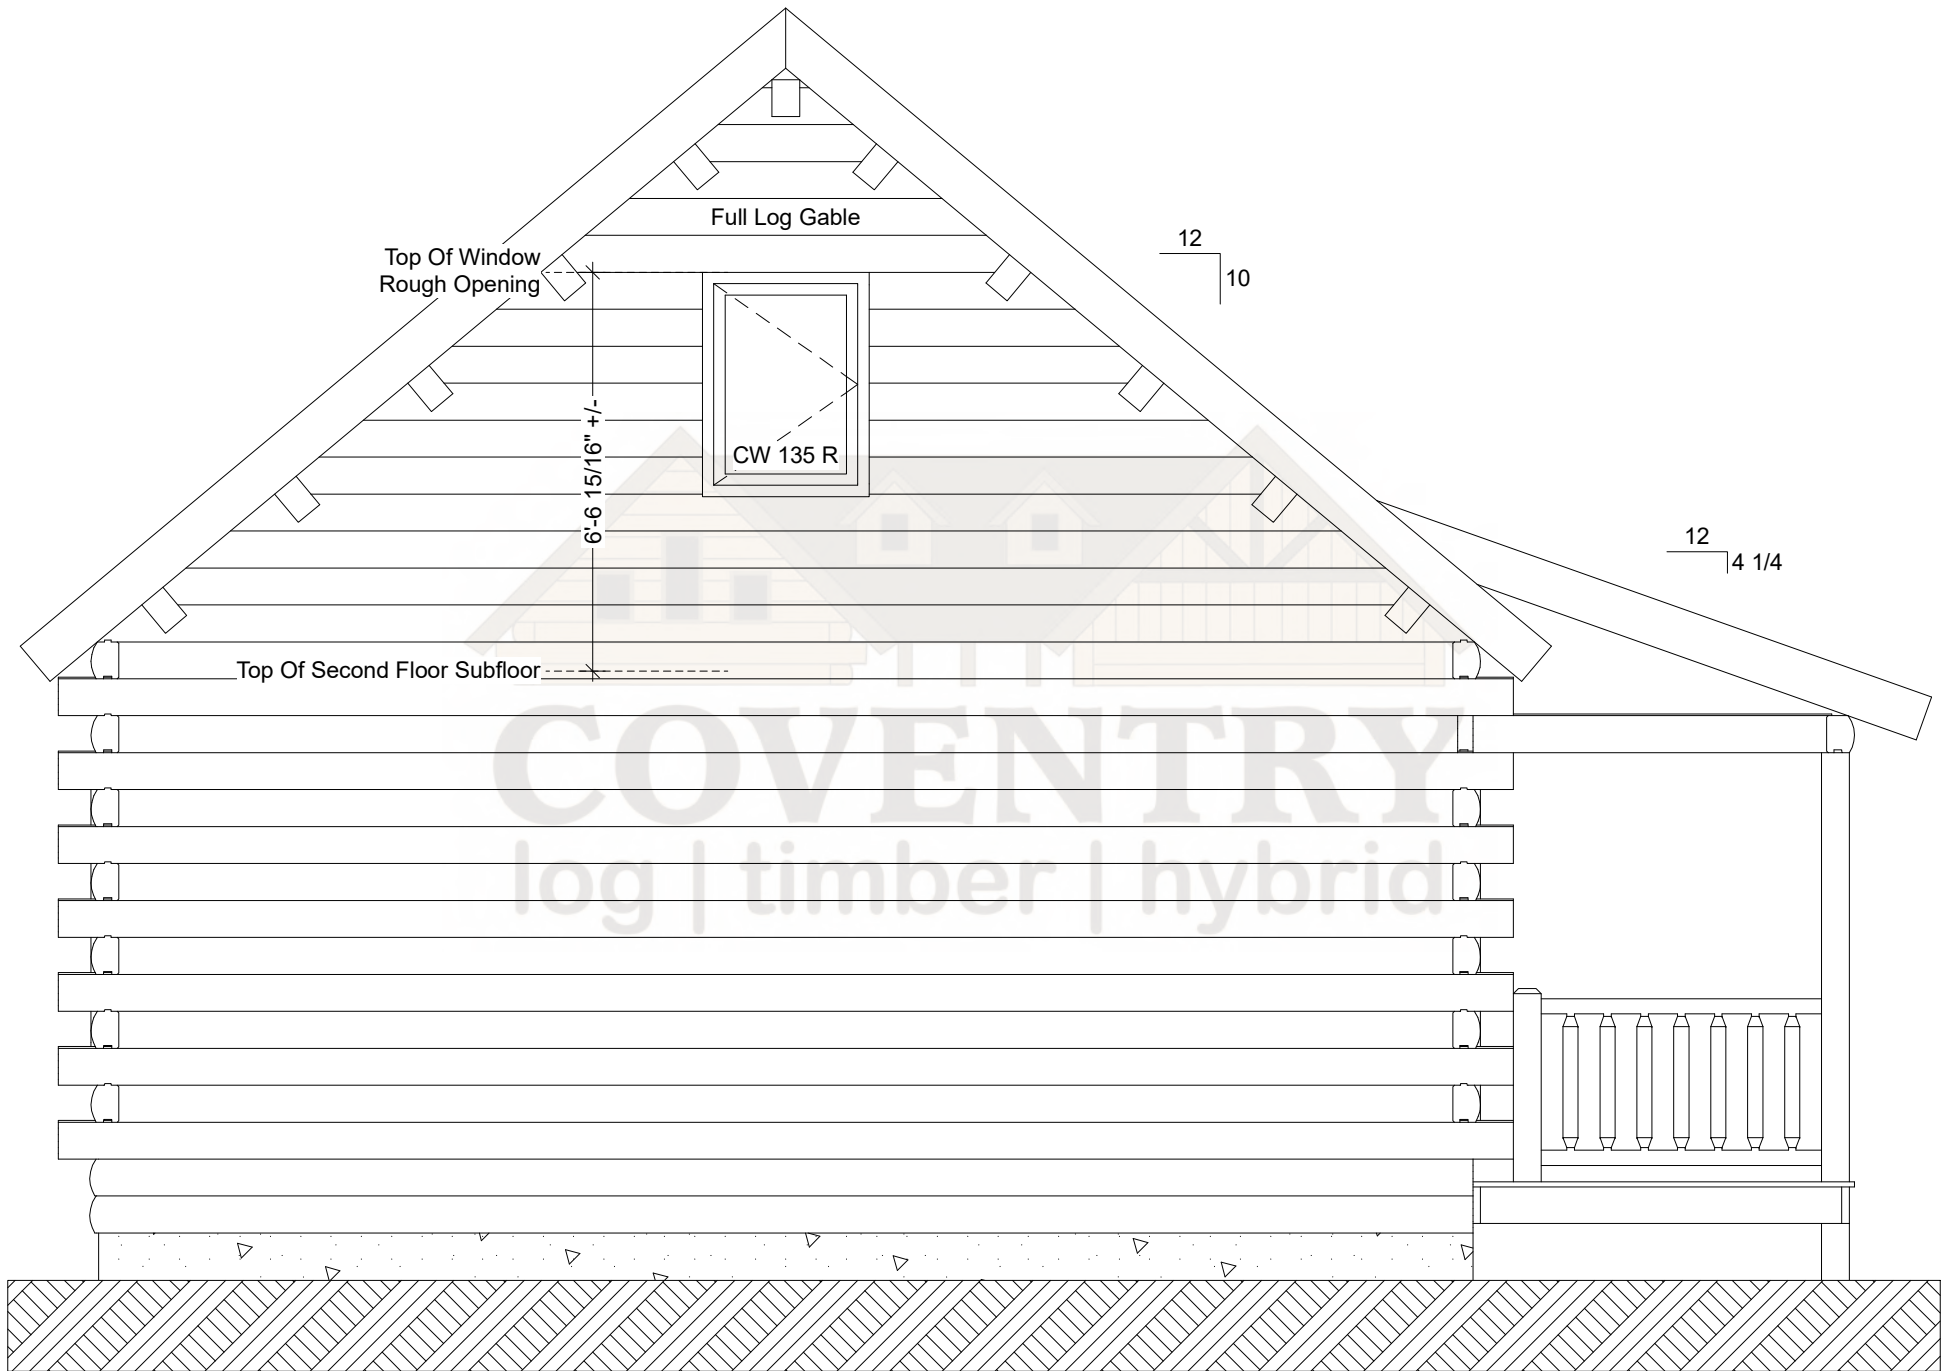 Full Log Gable
Top Of Window
Rough Opening
12
10
CW 135 R
6'-6 15/16" +/-
12
4 1/4
Top Of Second Floor Subfloor
COVENTRY
log | timber | hybrid